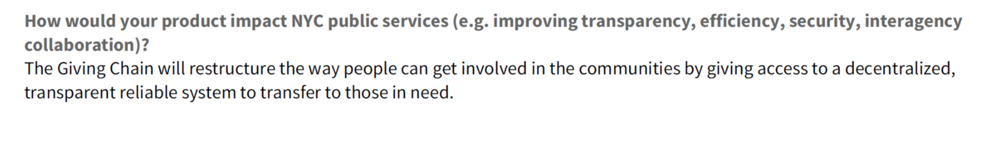 How would your product impact NYC public services (e.g. improving transparency, efficiency, security, interagency
collaboration)?
The Giving Chain will restructure the way people can get involved in the communities by giving access to a decentralized,
transparent reliable system to transfer to those in need.